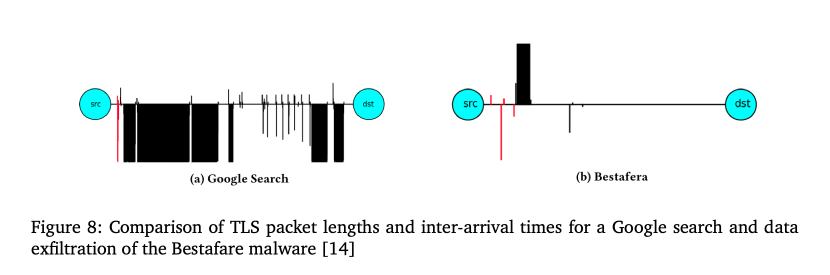 src
dst
src
dst
(a) Google Search
(b) Bestafera
Figure 8: Comparison of TLS packet lengths and inter-arrival times for a Google search and data
exfiltration of the Bestafare malware [14]